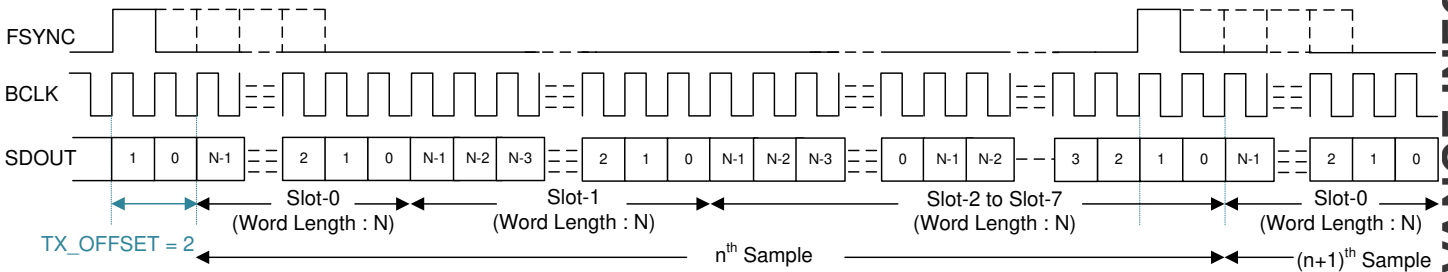 FSYNC
BCLK
SDOUT 1 0 N-1 2 1 0 N-1 N-2 N-3 2 1 0 N-1 N-2 N-3 0 N-1 N-2 3 2 1 0 N-1 2 1 0
Slot-0 Slot-1 Slot-2 to Slot-7 Slot-0
(Word Length : N) (Word Length : N) (Word Length : N) (Word Length : N)
TX_OFFSET = 2 nth Sample (n+1)th Sample